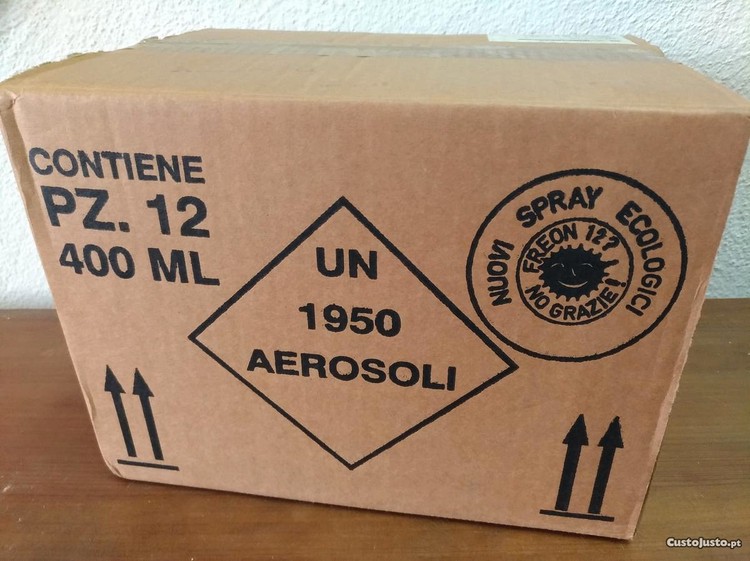 CONTIENE
PZ. 12
400 ML
UN
1950
AEROSOLI
NUOVI SPRAY ECOLOGICI
FREON 12?
NO GRAZIE!
CustoJusto.pt